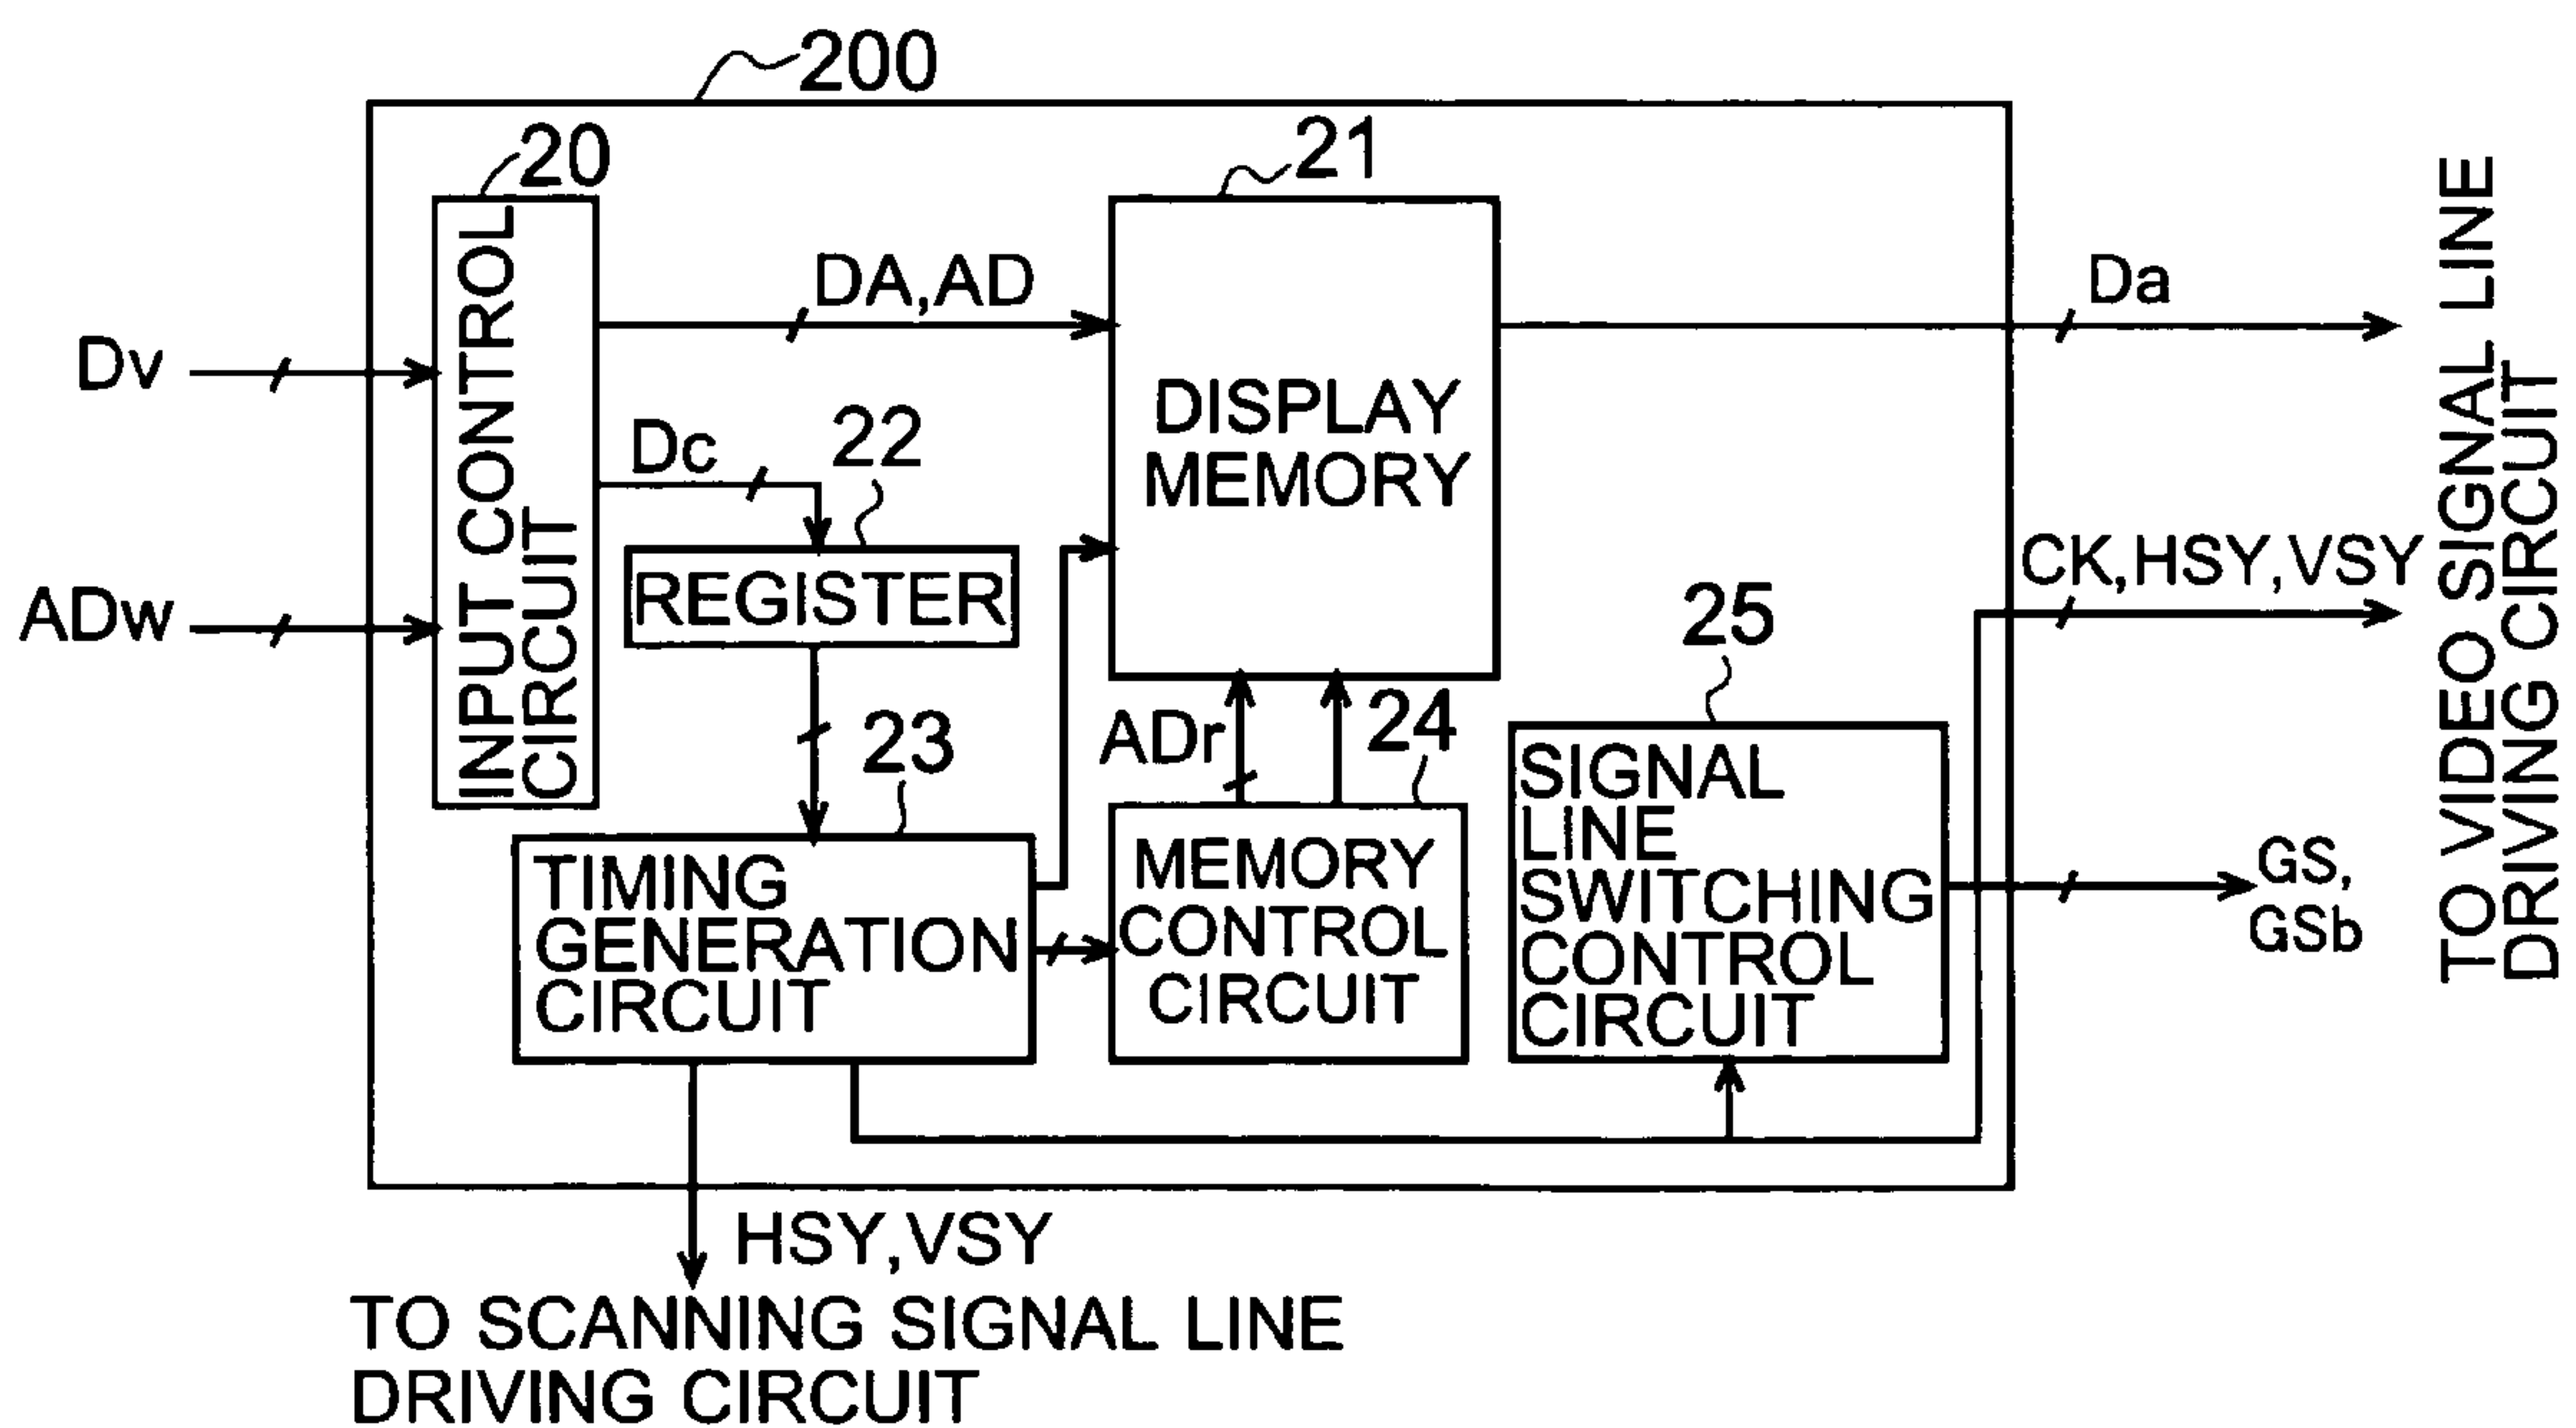 200
20
21
DA,AD
Da
Dv
INPUT CONTROL
CIRCUIT
DISPLAY
MEMORY
Dc
22
REGISTER
CK,HSY,VSY
ADw
25
23
ADr
24
TIMING
GENERATION
CIRCUIT
MEMORY
CONTROL
CIRCUIT
SIGNAL
LINE
SWITCHING
CONTROL
CIRCUIT
GS,
GSb
TO VIDEO SIGNAL LINE
DRIVING CIRCUIT
HSY,VSY
TO SCANNING SIGNAL LINE
DRIVING CIRCUIT